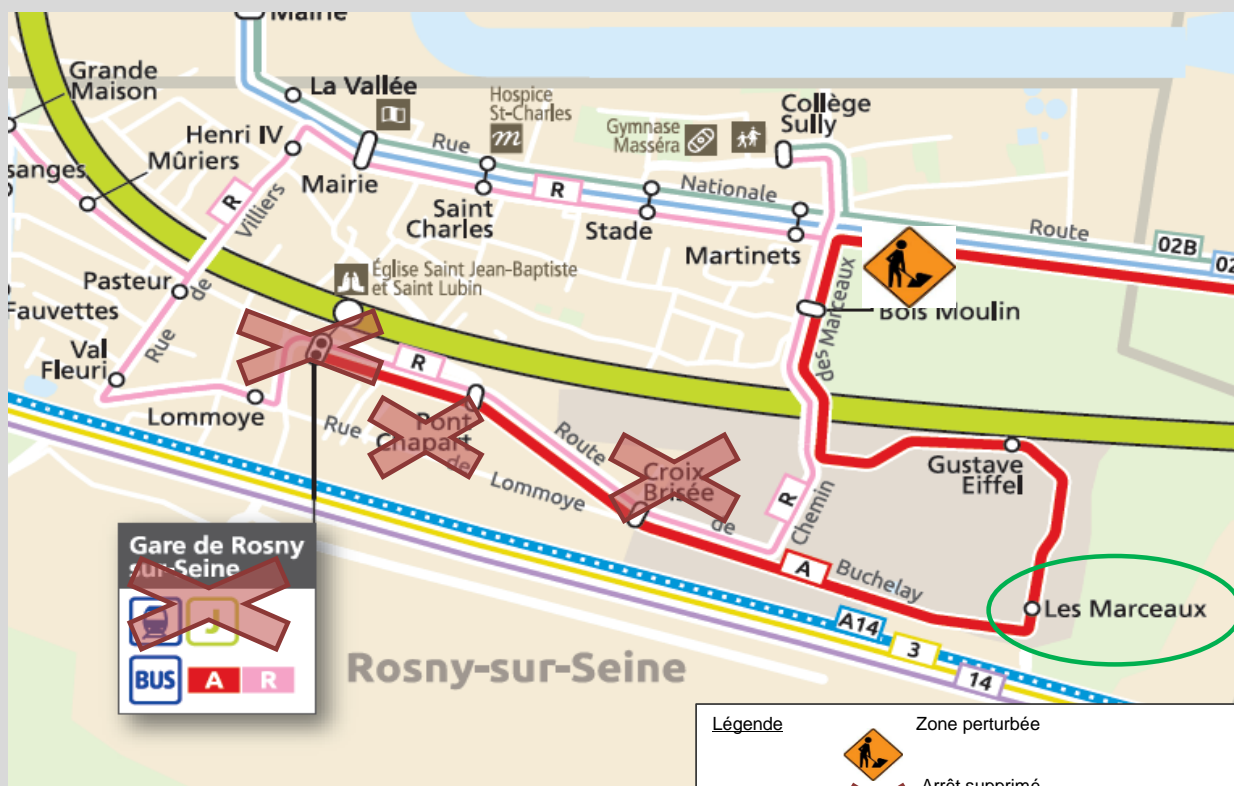 Mairie
Grande
Maison
La Vallée
Hospice
St-Charles
Collège
Sully
Gymnase
Masséra
Henri IV
Mûriers
sanges
Rue
Mairie
R
Nationale
R
Villiers
de
Rue
Saint
Charles
Stade
Martinets
Route
02B
02
Pasteur
Fauvettes
Église Saint Jean-Baptiste
et Saint Lubin
des Marceaux
Bois Moulin
Val
Fleuri
R
Lommoye
Rue
de
Lommoye
Pont
Chapart
Route
de
Buchelay
Croix
Brisée
R
Chemin
Gustave
Eiffel
A
Les Marceaux
Gare de Rosny
sur-Seine
J
BUS
A
R
A14
3
14
Rosny-sur-Seine
Légende
Zone perturbée
Arrêt supprimé